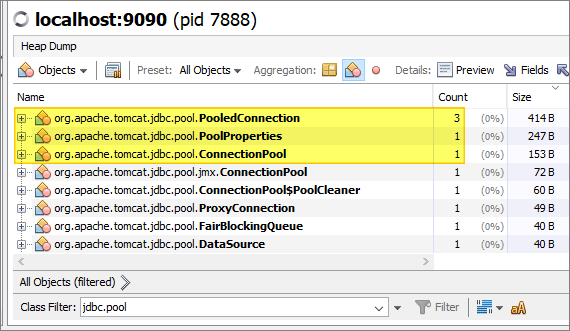 localhost:9090 (pid 7888)
Heap Dump
Objects Preset: All Objects Aggregation: Details: Preview Fields
Name Count Size
org.apache.tomcat.jdbc.pool.PooledConnection 3 (0%) 414 B
org.apache.tomcat.jdbc.pool.PoolProperties 1 (0%) 247 B
org.apache.tomcat.jdbc.pool.ConnectionPool 1 (0%) 153 B
org.apache.tomcat.jdbc.pool.jmx.ConnectionPool 1 (0%) 72 B
org.apache.tomcat.jdbc.pool.ConnectionPool$PoolCleaner 1 (0%) 60 B
org.apache.tomcat.jdbc.pool.ProxyConnection 1 (0%) 49 B
org.apache.tomcat.jdbc.pool.FairBlockingQueue 1 (0%) 40 B
org.apache.tomcat.jdbc.pool.DataSource 1 (0%) 40 B
All Objects (filtered)
Class Filter: jdbc.pool Filter aA